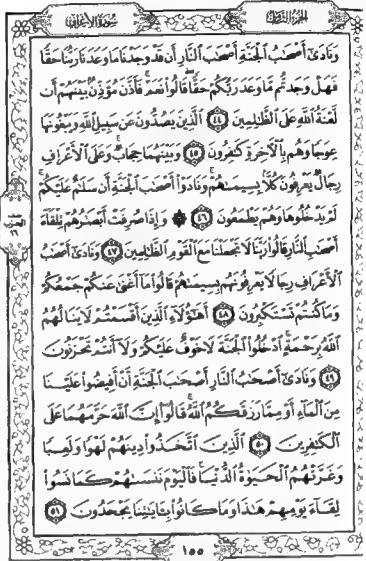 الجزء الثامن
سورة الأعراف
وَنَادَىٰٓ أَصْحَٰبُ ٱلْجَنَّةِ أَصْحَٰبَ ٱلنَّارِ أَن قَدْ وَجَدْنَا مَا وَعَدَنَا رَبُّنَا حَقًّا
فَهَلْ وَجَدتُّم مَّا وَعَدَ رَبُّكُمْ حَقًّا قَالُوا۟ نَعَمْ فَأَذَّنَ مُؤَذِّنٌۢ بَيْنَهُمْ أَن
لَّعْنَةُ ٱللَّهِ عَلَى ٱلظَّٰلِمِينَ ٤٤ ٱلَّذِينَ يَصُدُّونَ عَن سَبِيلِ ٱللَّهِ وَيَبْغُونَهَا
عِوَجًا وَهُم بِٱلْءَاخِرَةِ كَٰفِرُونَ ٤٥ وَبَيْنَهُمَا حِجَابٌ وَعَلَى ٱلْأَعْرَافِ
رِجَالٌ يَعْرِفُونَ كُلًّۢا بِسِيمَىٰهُمْ وَنَادَوْا۟ أَصْحَٰبَ ٱلْجَنَّةِ أَن سَلَٰمٌ عَلَيْكُمْ
لَمْ يَدْخُلُوهَا وَهُمْ يَطْمَعُونَ ٤٦ ۞ وَإِذَا صُرِفَتْ أَبْصَٰرُهُمْ تِلْقَآءَ
أَصْحَٰبِ ٱلنَّارِ قَالُوا۟ رَبَّنَا لَا تَجْعَلْنَا مَعَ ٱلْقَوْمِ ٱلظَّٰلِمِينَ ٤٧ وَنَادَىٰٓ أَصْحَٰبُ
ٱلْأَعْرَافِ رِجَالًا يَعْرِفُونَهُم بِسِيمَىٰهُمْ قَالُوا۟ مَآ أَغْنَىٰ عَنكُمْ جَمْعُكُمْ
وَمَا كُنتُمْ تَسْتَكْبِرُونَ ٤٨ أَهَٰٓؤُلَآءِ ٱلَّذِينَ أَقْسَمْتُمْ لَا يَنَالُهُمُ
ٱللَّهُ بِرَحْمَةٍ ٱدْخُلُوا۟ ٱلْجَنَّةَ لَا خَوْفٌ عَلَيْكُمْ وَلَآ أَنتُمْ تَحْزَنُونَ
٤٩ وَنَادَىٰٓ أَصْحَٰبُ ٱلنَّارِ أَصْحَٰبَ ٱلْجَنَّةِ أَنْ أَفِيضُوا۟ عَلَيْنَا
مِنَ ٱلْمَآءِ أَوْ مِمَّا رَزَقَكُمُ ٱللَّهُ قَالُوٓا۟ إِنَّ ٱللَّهَ حَرَّمَهُمَا عَلَى
ٱلْكَٰفِرِينَ ٥٠ ٱلَّذِينَ ٱتَّخَذُوا۟ دِينَهُمْ لَهْوًا وَلَعِبًا
وَغَرَّتْهُمُ ٱلْحَيَوٰةُ ٱلدُّنْيَا فَٱلْيَوْمَ نَنسَىٰهُمْ كَمَا نَسُوا۟
لِقَآءَ يَوْمِهِمْ هَٰذَا وَمَا كَانُوا۟ بِـَٔايَٰتِنَا يَجْحَدُونَ ٥١
١٥٥